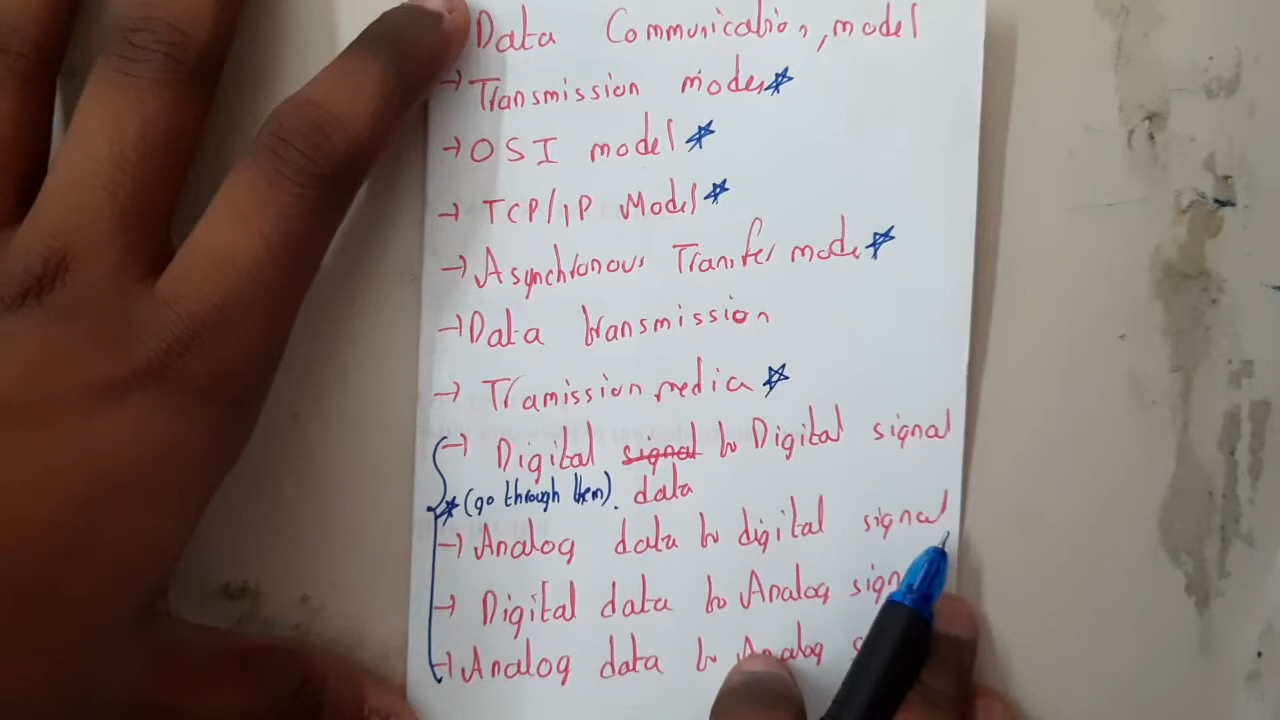 Data Communication, model
→ Transmission modes*
→ OSI model*
→ TCP/IP Model*
→ Asynchronous Transfer mode*
→ Data transmission
→ Tramission media*
→ Digital signal to Digital signal
*(go through them). data
→ Analog data to digital signal
→ Digital data to Analog sign
→ Analog data to Analog s